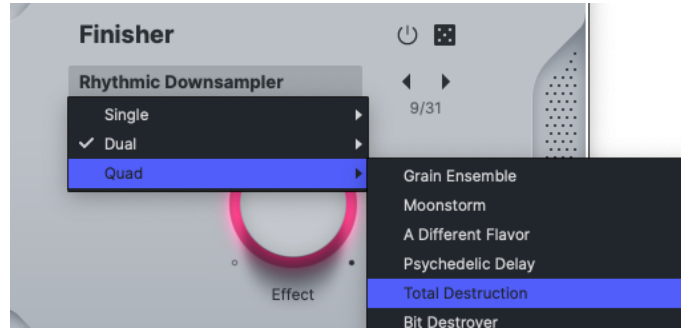 Finisher
Rhythmic Downsampler
9/31
Single
Dual
Quad
Grain Ensemble
Moonstorm
A Different Flavor
Psychedelic Delay
Total Destruction
Bit Destroyer
Effect